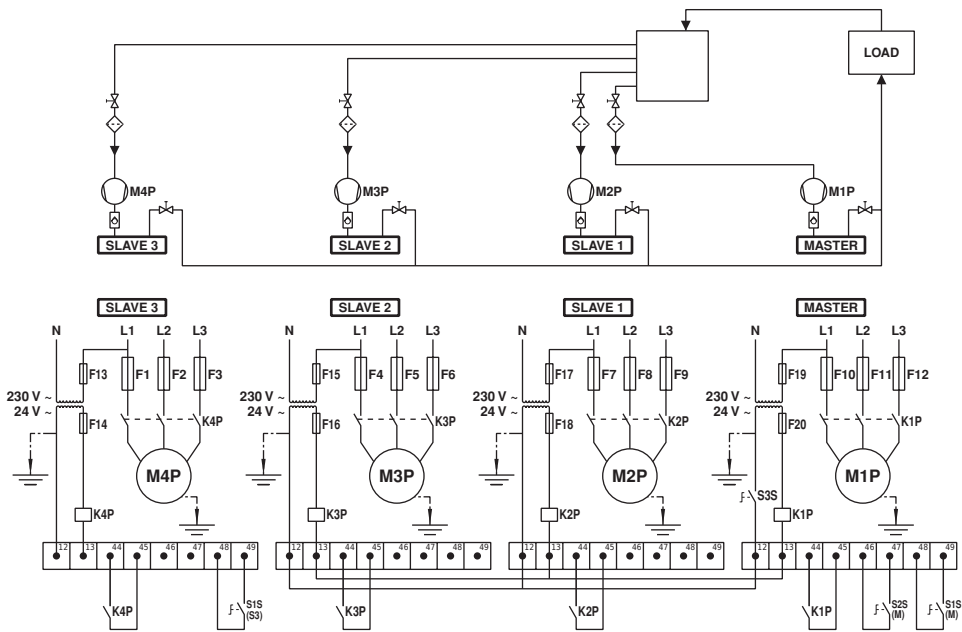 LOAD
M4P M3P M2P M1P
SLAVE 3 SLAVE 2 SLAVE 1 MASTER
SLAVE 3 SLAVE 2 SLAVE 1 MASTER
N L1 L2 L3 N L1 L2 L3 N L1 L2 L3 N L1 L2 L3
F13 F1 F2 F3 F15 F4 F5 F6 F17 F7 F8 F9 F19 F10 F11 F12
230 V ~ 230 V ~ 230 V ~ 230 V ~
24 V ~ 24 V ~ 24 V ~ 24 V ~
F14 K4P F16 K3P F18 K2P F20 K1P
M4P M3P M2P M1P
S3S
K4P K3P K2P K1P
12 13 44 45 46 47 48 49 12 13 44 45 46 47 48 49 12 13 44 45 46 47 48 49 12 13 44 45 46 47 48 49
K4P S1S K3P K2P K1P S2S S1S
(S3) (M) (M)